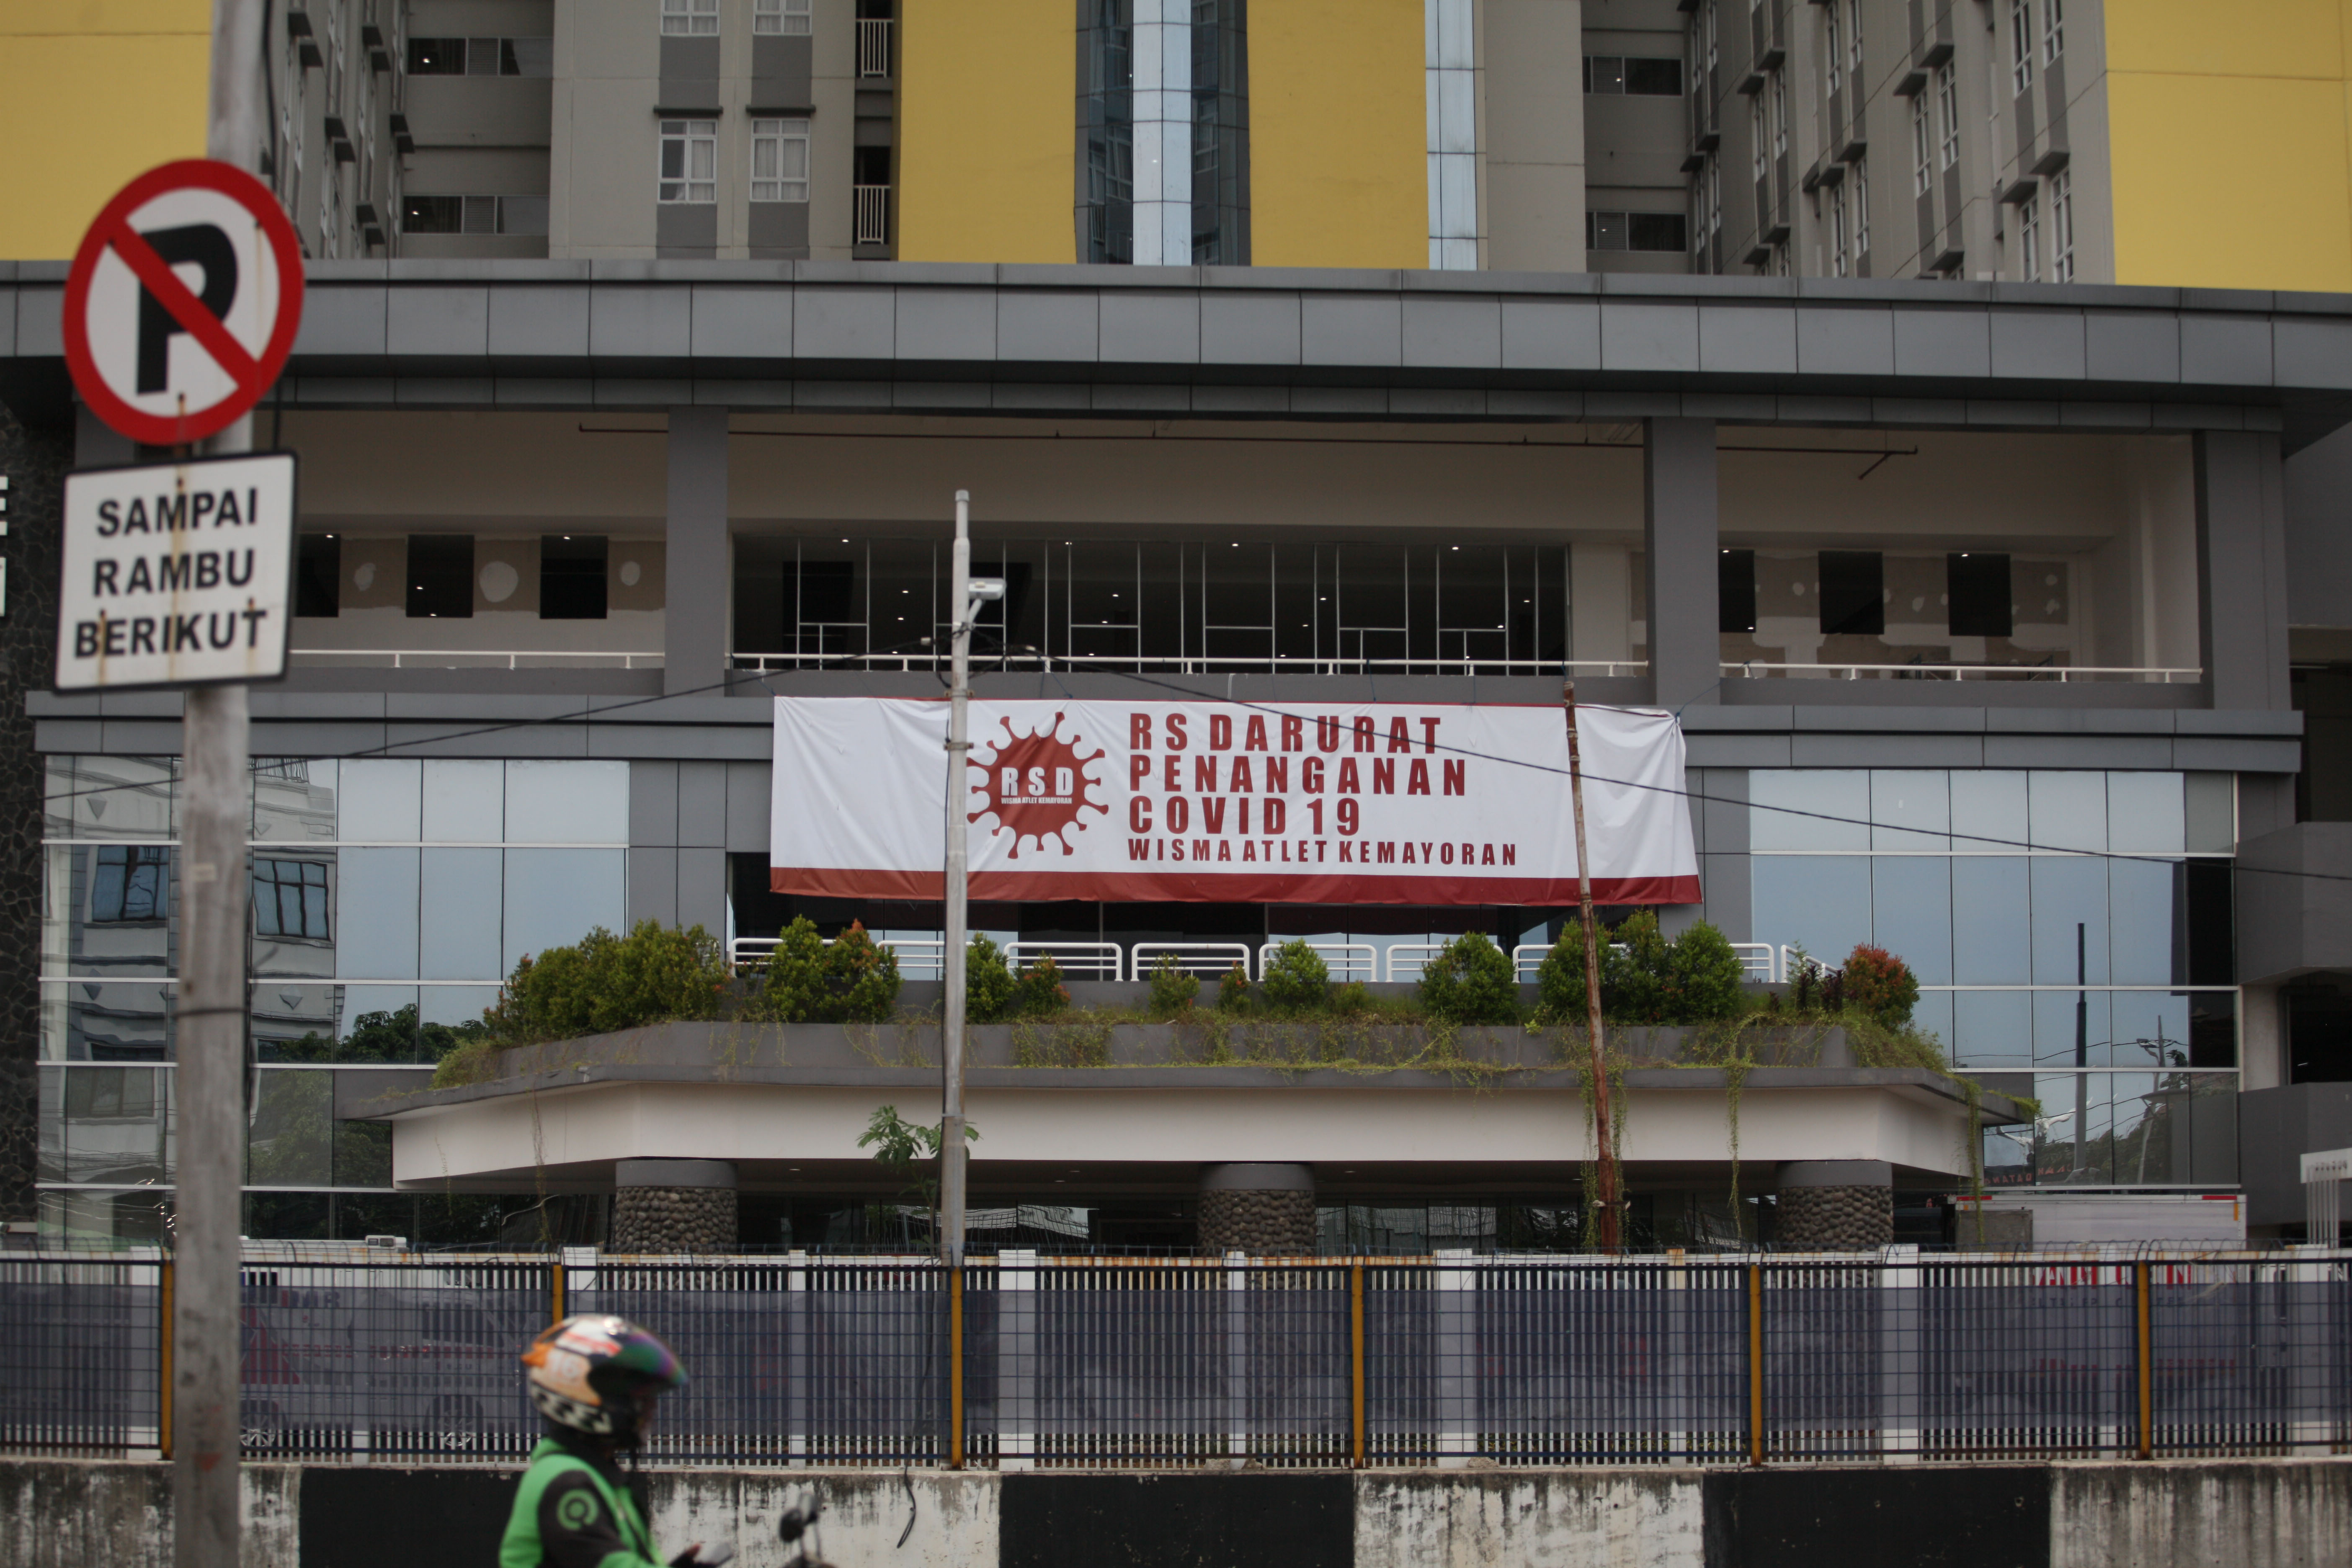 P
SAMPAI
RAMBU
BERIKUT
RSD
WISMA ATLET KEMAYORAN
RS DARURAT
PENANGANAN
COVID 19
WISMA ATLET KEMAYORAN